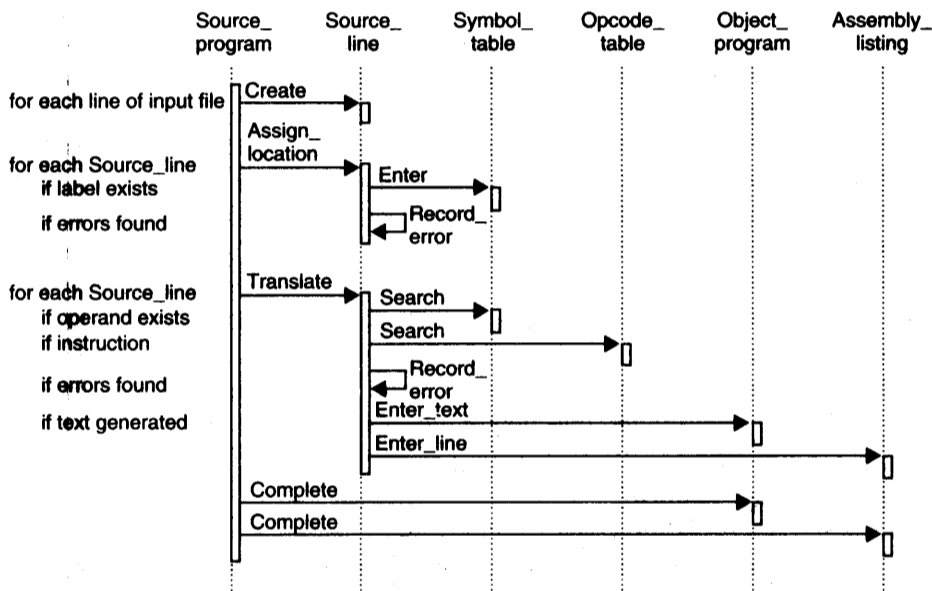 Source_ program
Source_ line
Symbol_ table
Opcode_ table
Object_ program
Assembly_ listing
for each line of input file
Create
Assign_
location
for each Source_line
if label exists
Enter
if errors found
Record_
error
Translate
for each Source_line
if operand exists
Search
if instruction
Search
if errors found
Record_
error
if text generated
Enter_text
Enter_line
Complete
Complete